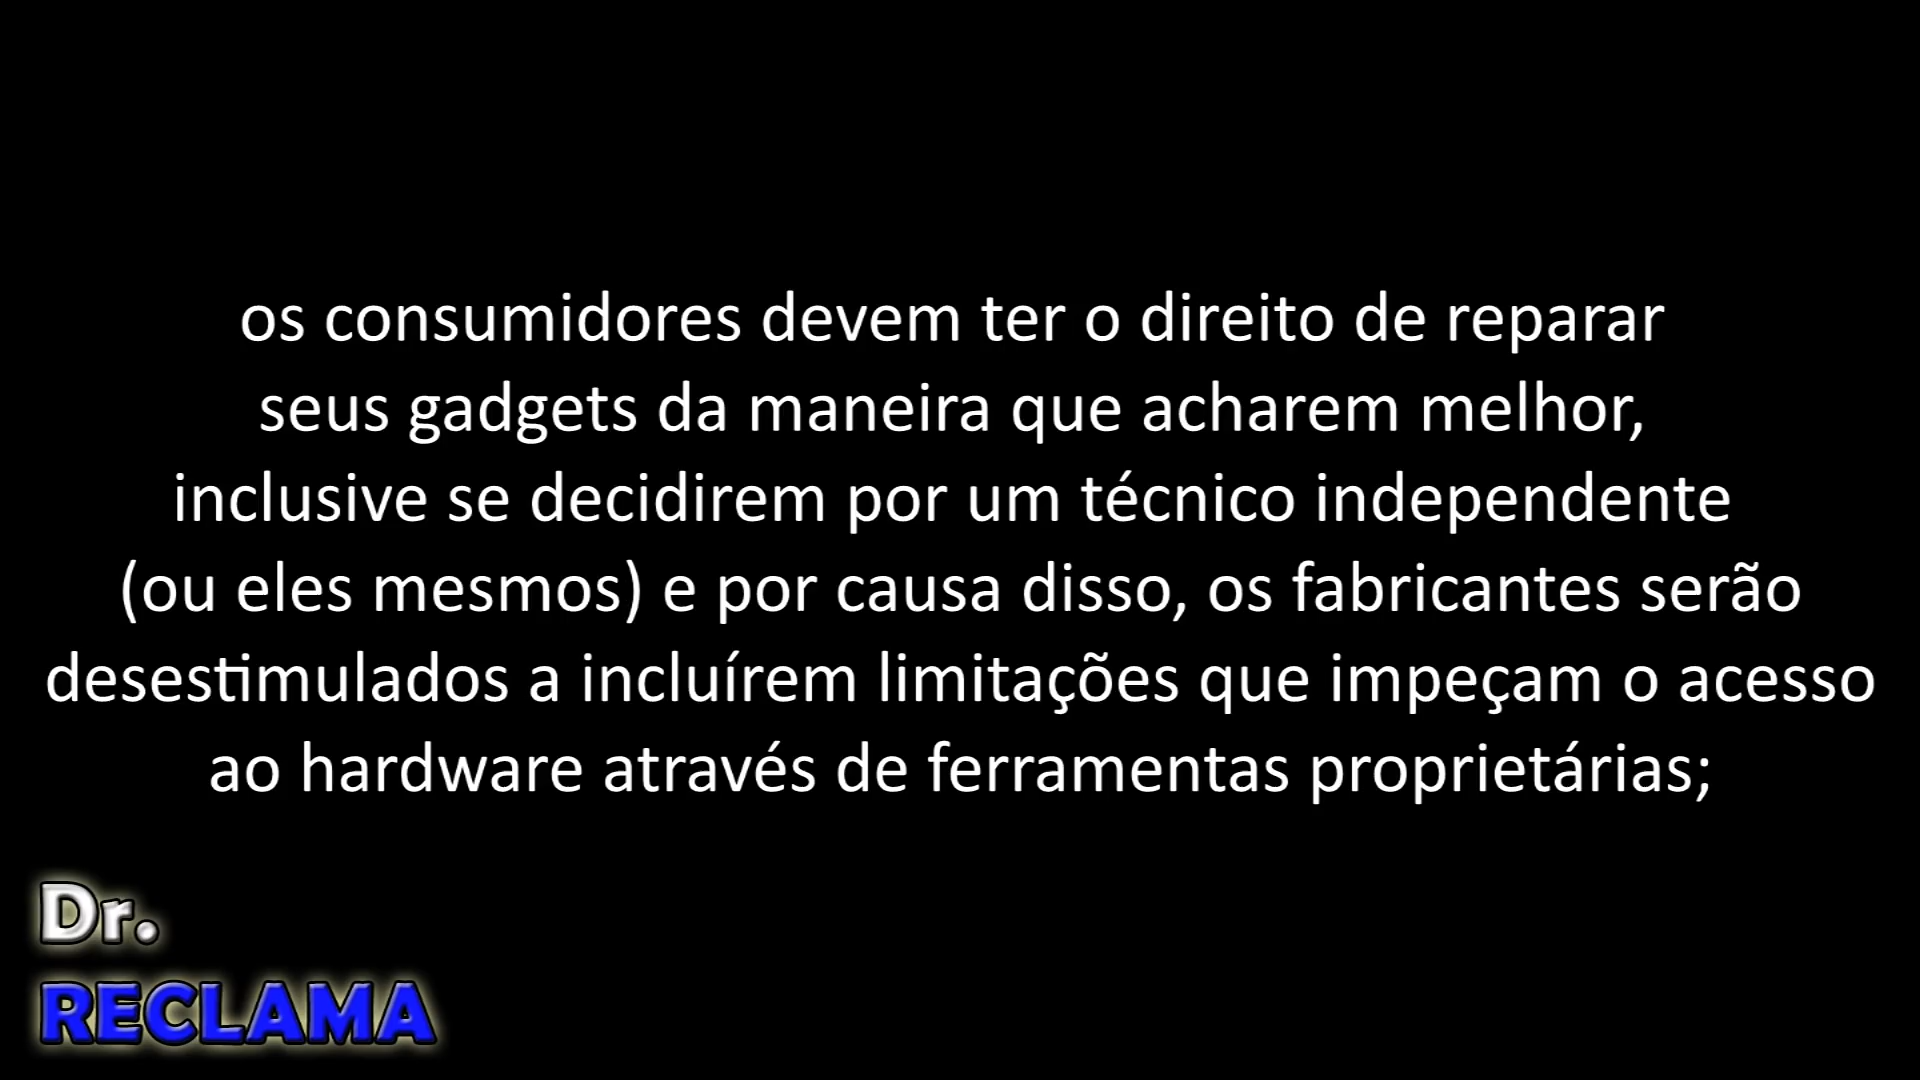 os consumidores devem ter o direito de reparar
seus gadgets da maneira que acharem melhor,
inclusive se decidirem por um técnico independente
(ou eles mesmos) e por causa disso, os fabricantes serão
desestimulados a incluírem limitações que impeçam o acesso
ao hardware através de ferramentas proprietárias;
Dr.
RECLAMA